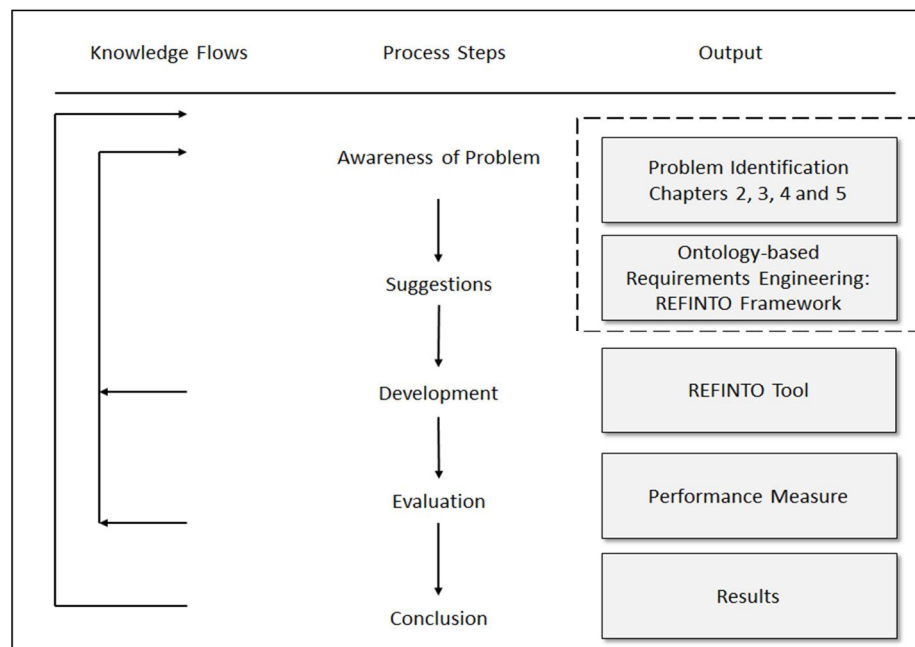 Knowledge Flows
Process Steps
Output
Awareness of Problem
Problem Identification
Chapters 2, 3, 4 and 5
Suggestions
Ontology-based
Requirements Engineering:
REFINTO Framework
Development
REFINTO Tool
Evaluation
Performance Measure
Conclusion
Results